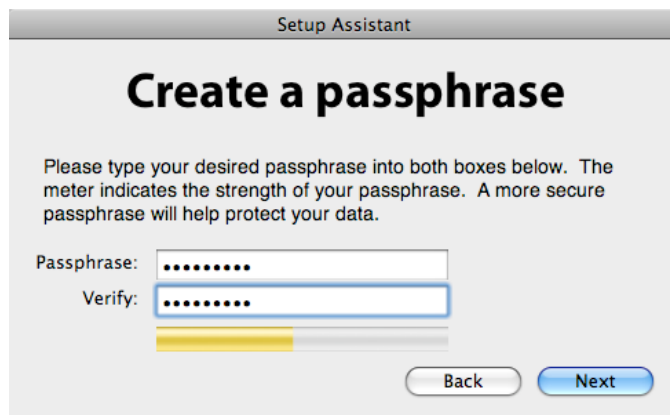 Setup Assistant
Create a passphrase
Please type your desired passphrase into both boxes below.  The
meter indicates the strength of your passphrase.  A more secure
passphrase will help protect your data.
Passphrase: •••••••••
Verify: •••••••••
Back Next